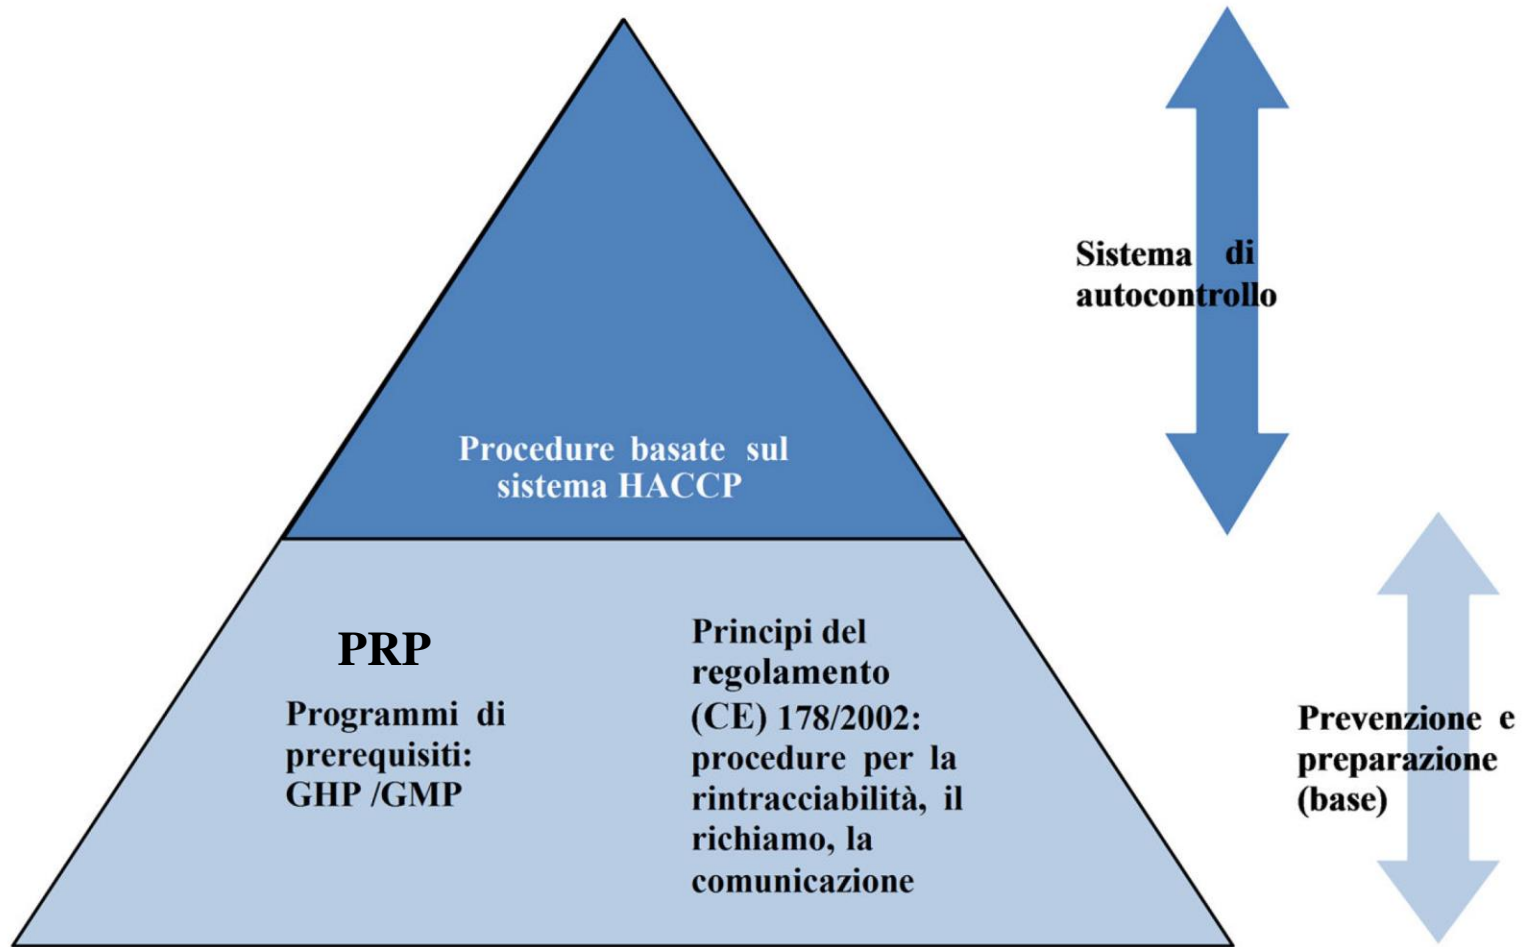 Sistema di
autocontrollo
Procedure basate sul
sistema HACCP
PRP
Programmi di
prerequisiti:
GHP /GMP
Principi del
regolamento
(CE) 178/2002:
procedure per la
rintracciabilità, il
richiamo, la
comunicazione
Prevenzione e
preparazione
(base)